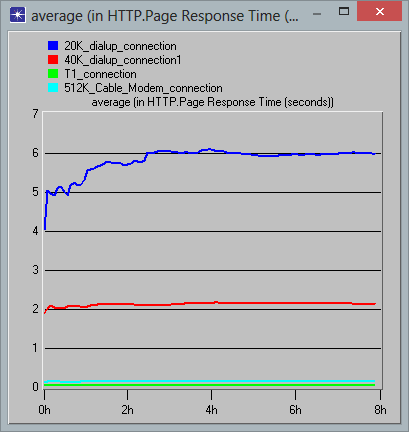 average (in HTTP.Page Response Time (...
20K_dialup_connection
40K_dialup_connection1
T1_connection
512K_Cable_Modem_connection
average (in HTTP.Page Response Time (seconds))
7
6
5
4
3
2
1
0
0h 2h 4h 6h 8h